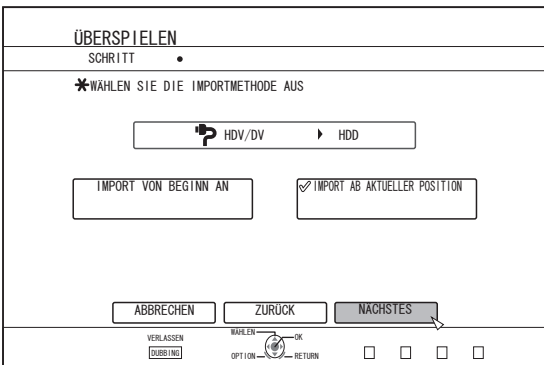 ÜBERSPIELEN
SCHRITT
WÄHLEN SIE DIE IMPORTMETHODE AUS
HDV/DV HDD
IMPORT VON BEGINN AN
IMPORT AB AKTUELLER POSITION
ABBRECHEN
ZURÜCK
NÄCHSTES
VERLASSEN
DUBBING
WÄHLEN
OK
OPTION
RETURN